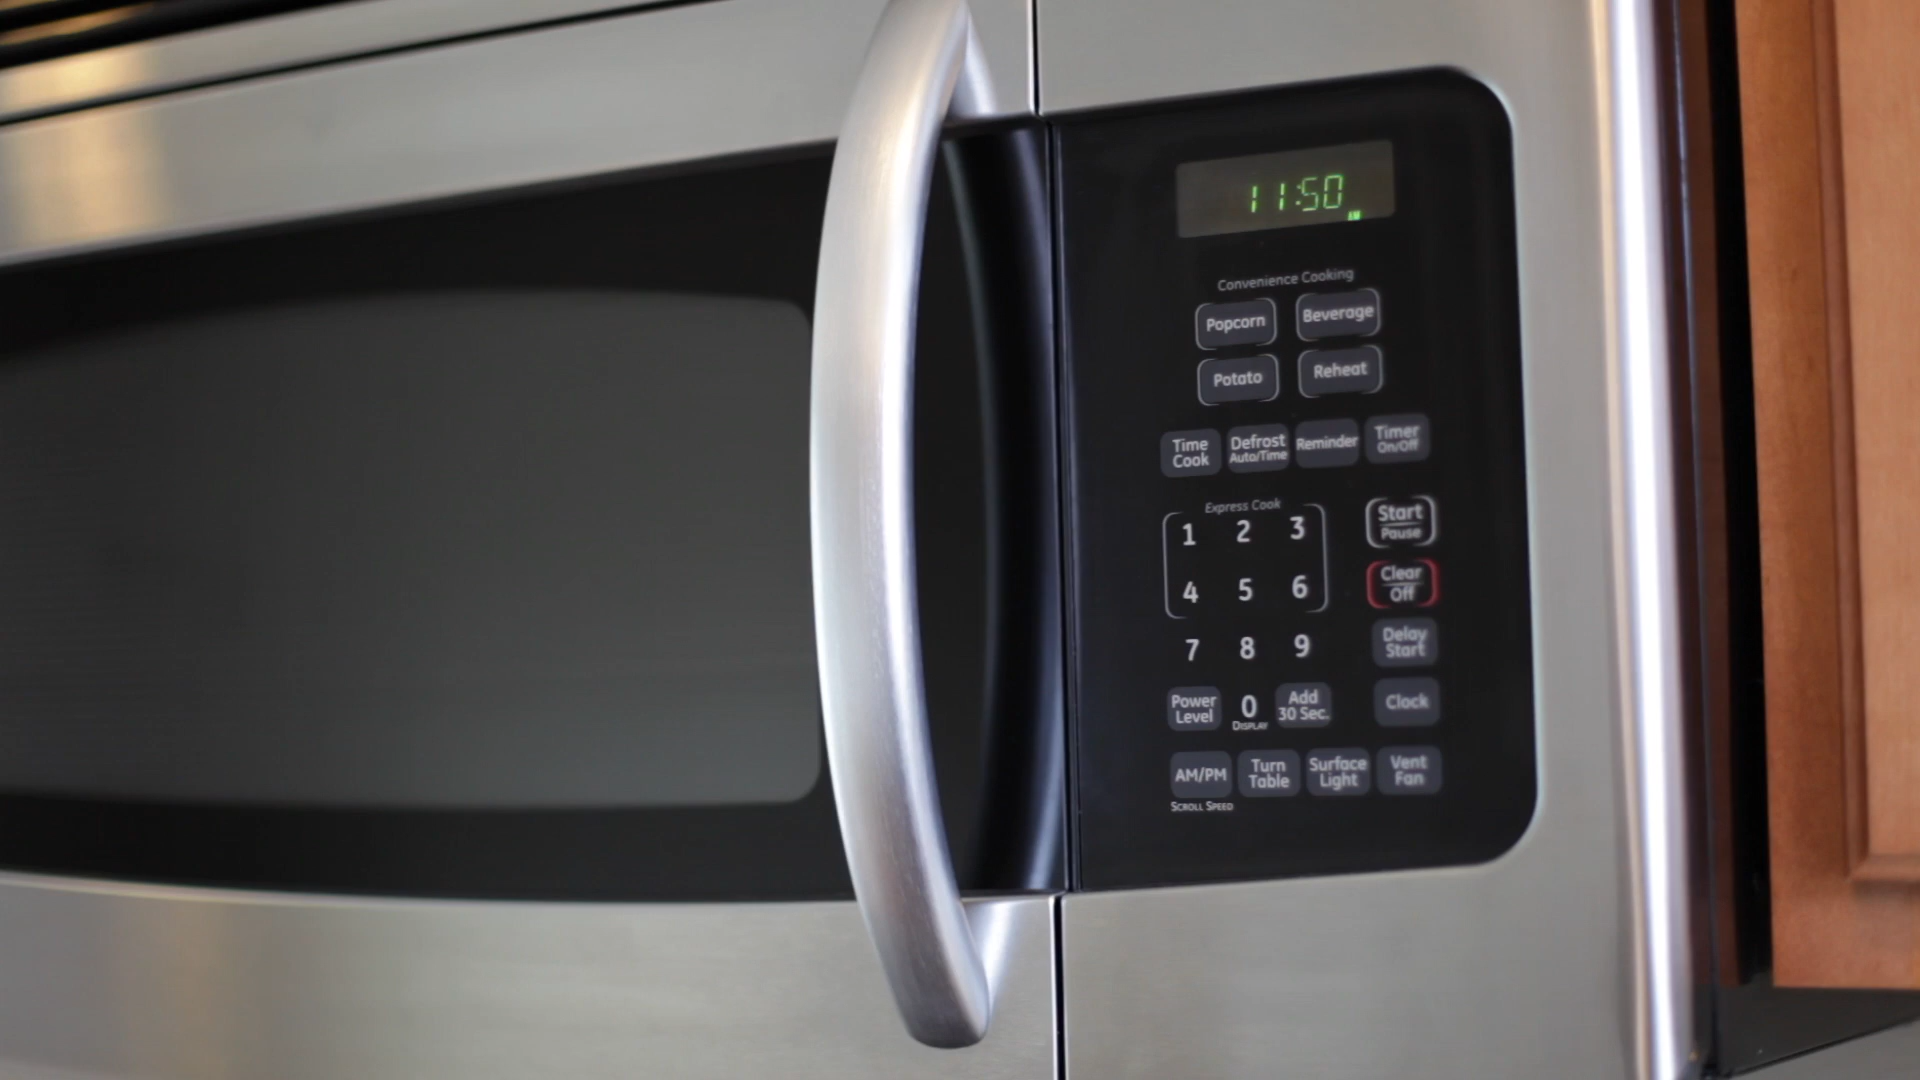 11:50
AM
Convenience Cooking
Popcorn Beverage
Potato Reheat
Time Cook Defrost Auto/Time Reminder Timer On/Off
Express Cook
1 2 3 Start Pause
4 5 6 Clear Off
7 8 9 Delay Start
Power Level 0 DISPLAY Add 30 Sec. Clock
AM/PM Turn Table Surface Light Vent Fan
SCROLL SPEED